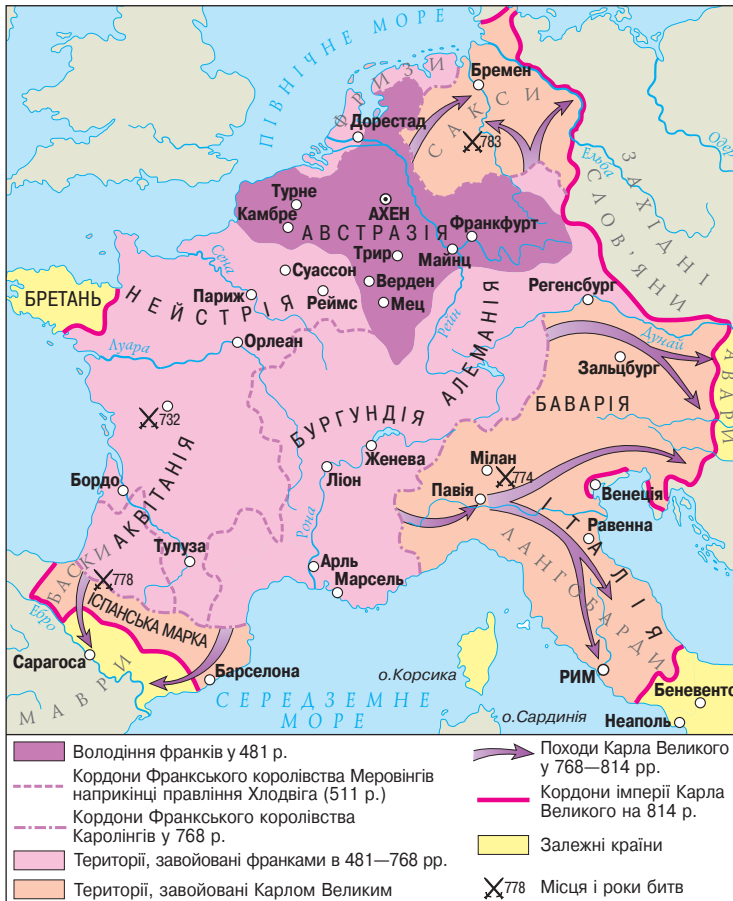 ПІВНІЧНЕ МОРЕ
ФРИЗИ
Бремен
САКСИ
783
Дорестад
Ельба
Одер
ЗАХІДНІ
СЛОВ'ЯНИ
Турне
Камбре
АХЕН
АВСТРАЗІЯ
Франкфурт
Трир
Майнц
Сена
Суассон
Верден
БРЕТАНЬ
НЕЙСТРІЯ
Париж
Реймс
Мец
Рейн
Регенсбург
Орлеан
Луара
АЛЕМАНІЯ
Дунай
Зальцбург
АВАРИ
732
БУРГУНДІЯ
БАВАРІЯ
Женева
Мілан
774
Ліон
Бордо
Павія
Венеція
АКВІТАНІЯ
Рона
ІТАЛІЯ
Равенна
ЛАНГОБАРДИ
Тулуза
БАСКИ
Арль
778
Марсель
ІСПАНСЬКА МАРКА
Ебро
Сарагоса
Барселона
о.Корсика
РИМ
МАВРИ
СЕРЕДЗЕМНЕ
МОРЕ
Беневенто
о.Сардинія
Неаполь
Володіння франків у 481 р.
Кордони Франкського королівства Меровінгів
наприкінці правління Хлодвіга (511 р.)
Кордони Франкського королівства
Каролінгів у 768 р.
Території, завойовані франками в 481—768 рр.
Території, завойовані Карлом Великим
Походи Карла Великого
у 768—814 рр.
Кордони імперії Карла
Великого на 814 р.
Залежні країни
778 Місця і роки битв